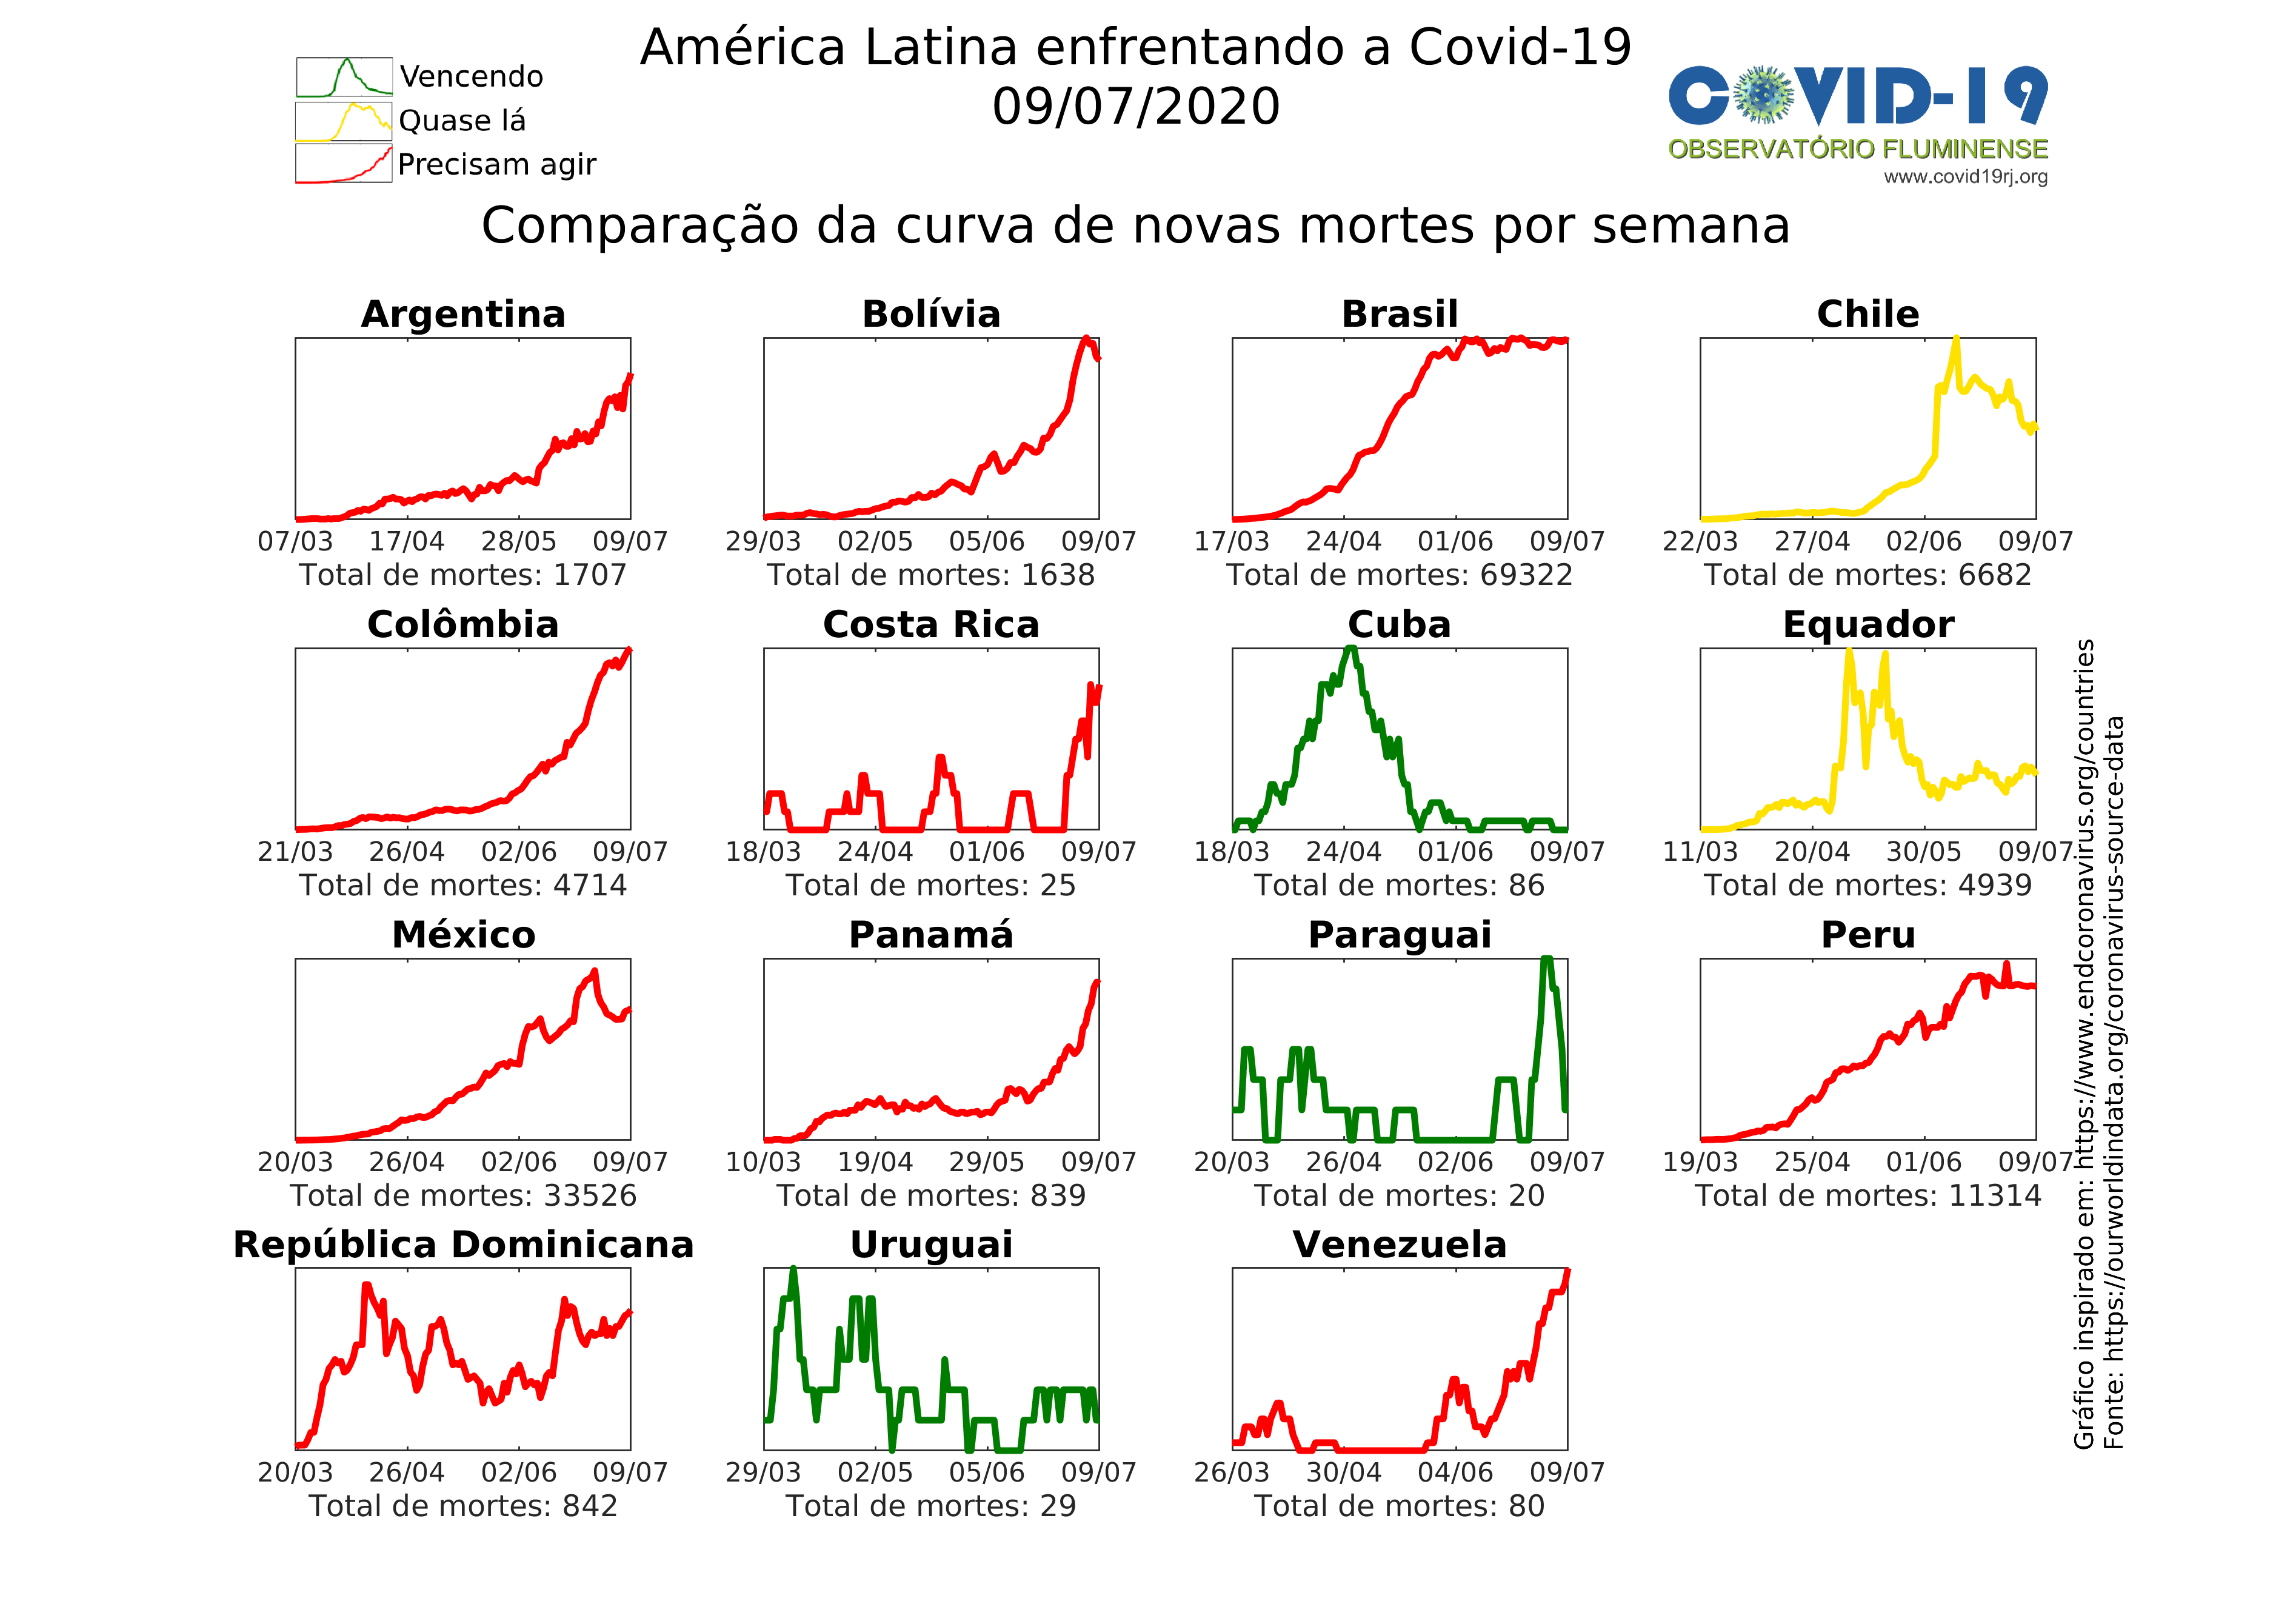 América Latina enfrentando a Covid-19
09/07/2020
Vencendo
Quase lá
Precisam agir
COVID-19
OBSERVATÓRIO FLUMINENSE
www.covid19rj.org
Comparação da curva de novas mortes por semana
Argentina
07/03 17/04 28/05 09/07
Total de mortes: 1707
Bolívia
29/03 02/05 05/06 09/07
Total de mortes: 1638
Brasil
17/03 24/04 01/06 09/07
Total de mortes: 69322
Chile
22/03 27/04 02/06 09/07
Total de mortes: 6682
Colômbia
21/03 26/04 02/06 09/07
Total de mortes: 4714
Costa Rica
18/03 24/04 01/06 09/07
Total de mortes: 25
Cuba
18/03 24/04 01/06 09/07
Total de mortes: 86
Equador
11/03 20/04 30/05 09/07
Total de mortes: 4939
México
20/03 26/04 02/06 09/07
Total de mortes: 33526
Panamá
10/03 19/04 29/05 09/07
Total de mortes: 839
Paraguai
20/03 26/04 02/06 09/07
Total de mortes: 20
Peru
19/03 25/04 01/06 09/07
Total de mortes: 11314
República Dominicana
20/03 26/04 02/06 09/07
Total de mortes: 842
Uruguai
29/03 02/05 05/06 09/07
Total de mortes: 29
Venezuela
26/03 30/04 04/06 09/07
Total de mortes: 80
Gráfico inspirado em: https://www.endcoronavirus.org/countries
Fonte: https://ourworldindata.org/coronavirus-source-data